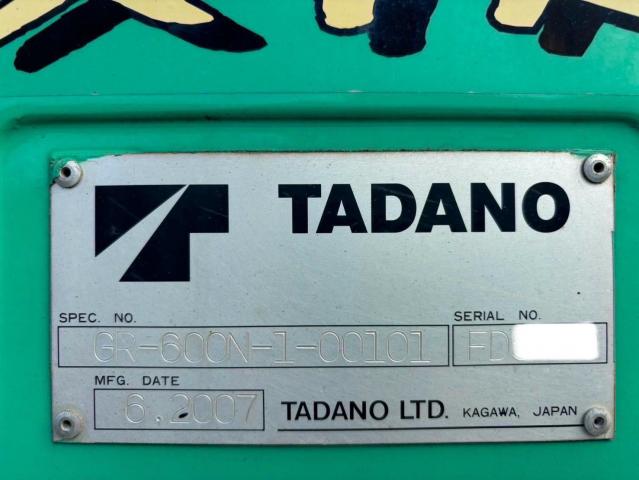 TADANO
SPEC. NO. SERIAL NO.
GR-600N-1-00101 FD
MFG. DATE
6.2007 TADANO LTD. KAGAWA, JAPAN